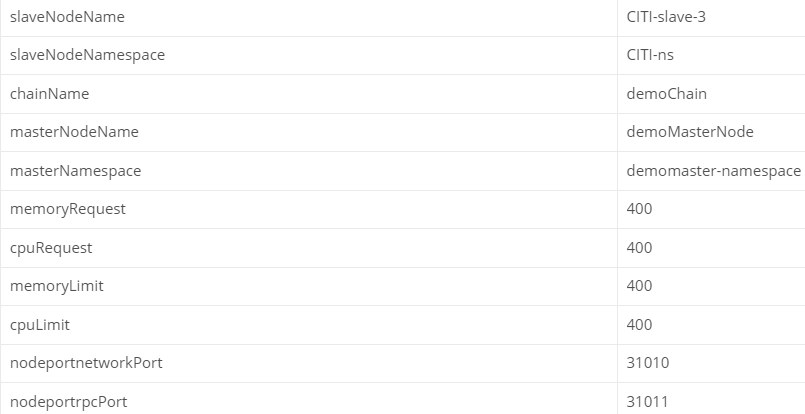 slaveNodeName CITI-slave-3
slaveNodeNamespace CITI-ns
chainName demoChain
masterNodeName demoMasterNode
masterNamespace demomaster-namespace
memoryRequest 400
cpuRequest 400
memoryLimit 400
cpuLimit 400
nodeportnetworkPort 31010
nodeportrpcPort 31011